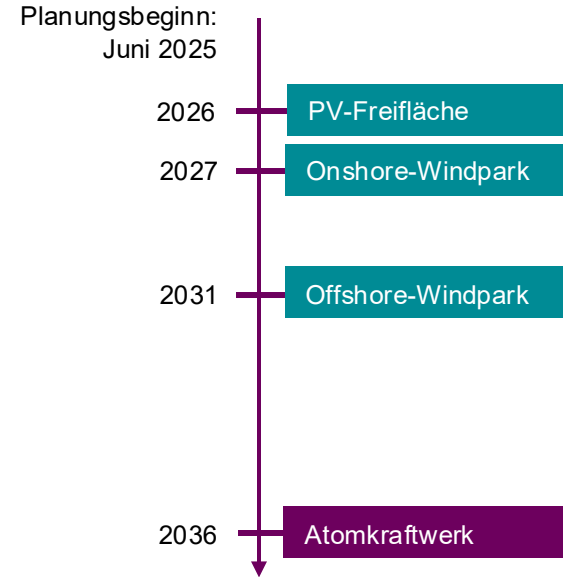 Planungsbeginn:
Juni 2025
2026 PV-Freifläche
2027 Onshore-Windpark
2031 Offshore-Windpark
2036 Atomkraftwerk